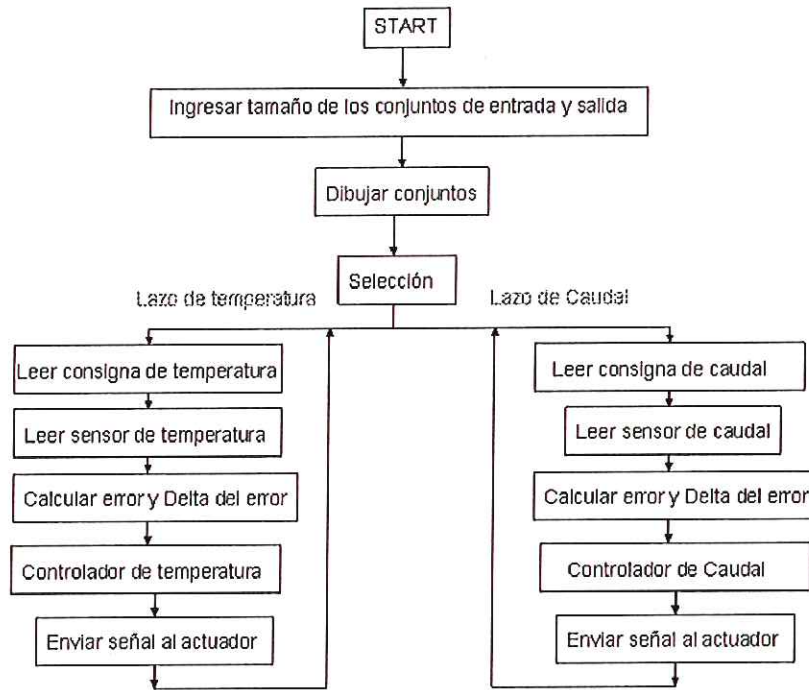 START
Ingresar tamaño de los conjuntos de entrada y salida
Dibujar conjuntos
Selección
Lazo de temperatura
Lazo de Caudal
Leer consigna de temperatura
Leer sensor de temperatura
Calcular error y Delta del error
Controlador de temperatura
Enviar señal al actuador
Leer consigna de caudal
Leer sensor de caudal
Calcular error y Delta del error
Controlador de Caudal
Enviar señal al actuador